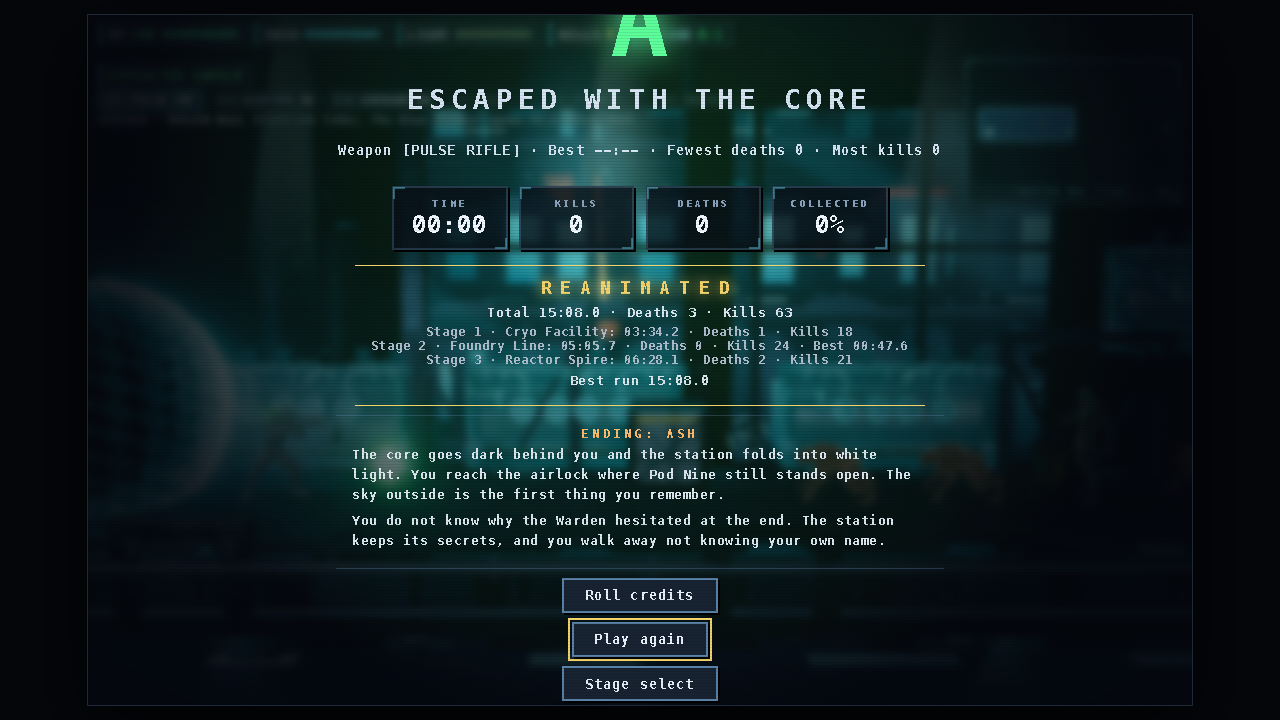 A
ESCAPED WITH THE CORE
Weapon [PULSE RIFLE] · Best --:-- · Fewest deaths 0 · Most kills 0
TIME KILLS DEATHS COLLECTED
00:00 0 0 0%
REANIMATED
Total 15:08.0 · Deaths 3 · Kills 63
Stage 1 · Cryo Facility: 03:34.2 · Deaths 1 · Kills 18
Stage 2 · Foundry Line: 05:05.7 · Deaths 0 · Kills 24 · Best 00:47.6
Stage 3 · Reactor Spire: 06:28.1 · Deaths 2 · Kills 21
Best run 15:08.0
ENDING: ASH
The core goes dark behind you and the station folds into white
light. You reach the airlock where Pod Nine still stands open. The
sky outside is the first thing you remember.
You do not know why the Warden hesitated at the end. The station
keeps its secrets, and you walk away not knowing your own name.
Roll credits
Play again
Stage select